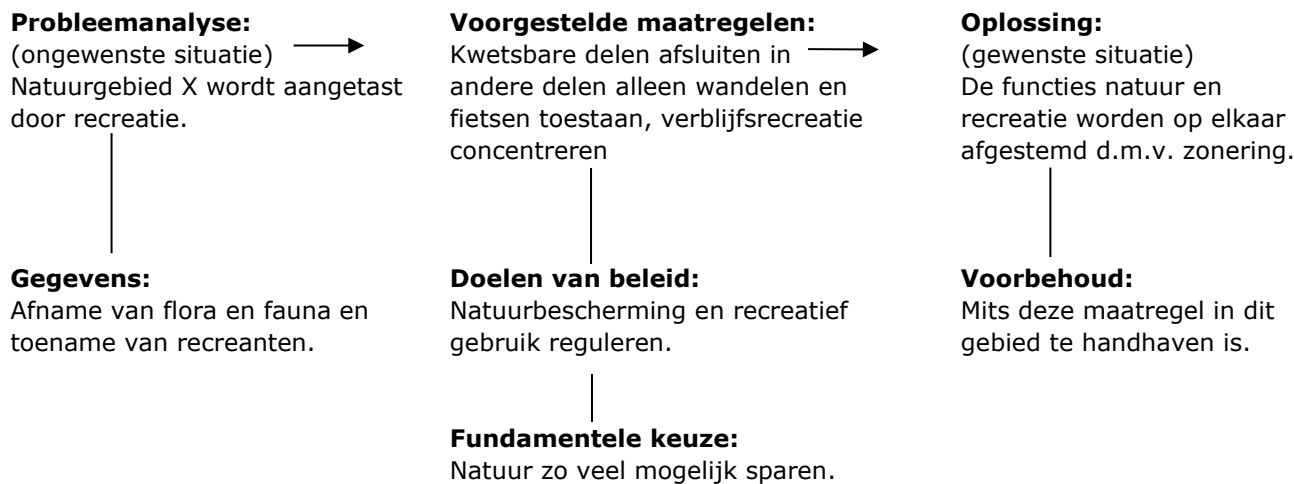 Probleemanalyse:
(ongewenste situatie)
Natuurgebied X wordt aangetast
door recreatie.
Voorgestelde maatregelen:
Kwetsbare delen afsluiten in
andere delen alleen wandelen en
fietsen toestaan, verblijfsrecreatie
concentreren
Oplossing:
(gewenste situatie)
De functies natuur en
recreatie worden op elkaar
afgestemd d.m.v. zonering.
Gegevens:
Afname van flora en fauna en
toename van recreanten.
Doelen van beleid:
Natuurbescherming en recreatief
gebruik reguleren.
Voorbehoud:
Mits deze maatregel in dit
gebied te handhaven is.
Fundamentele keuze:
Natuur zo veel mogelijk sparen.